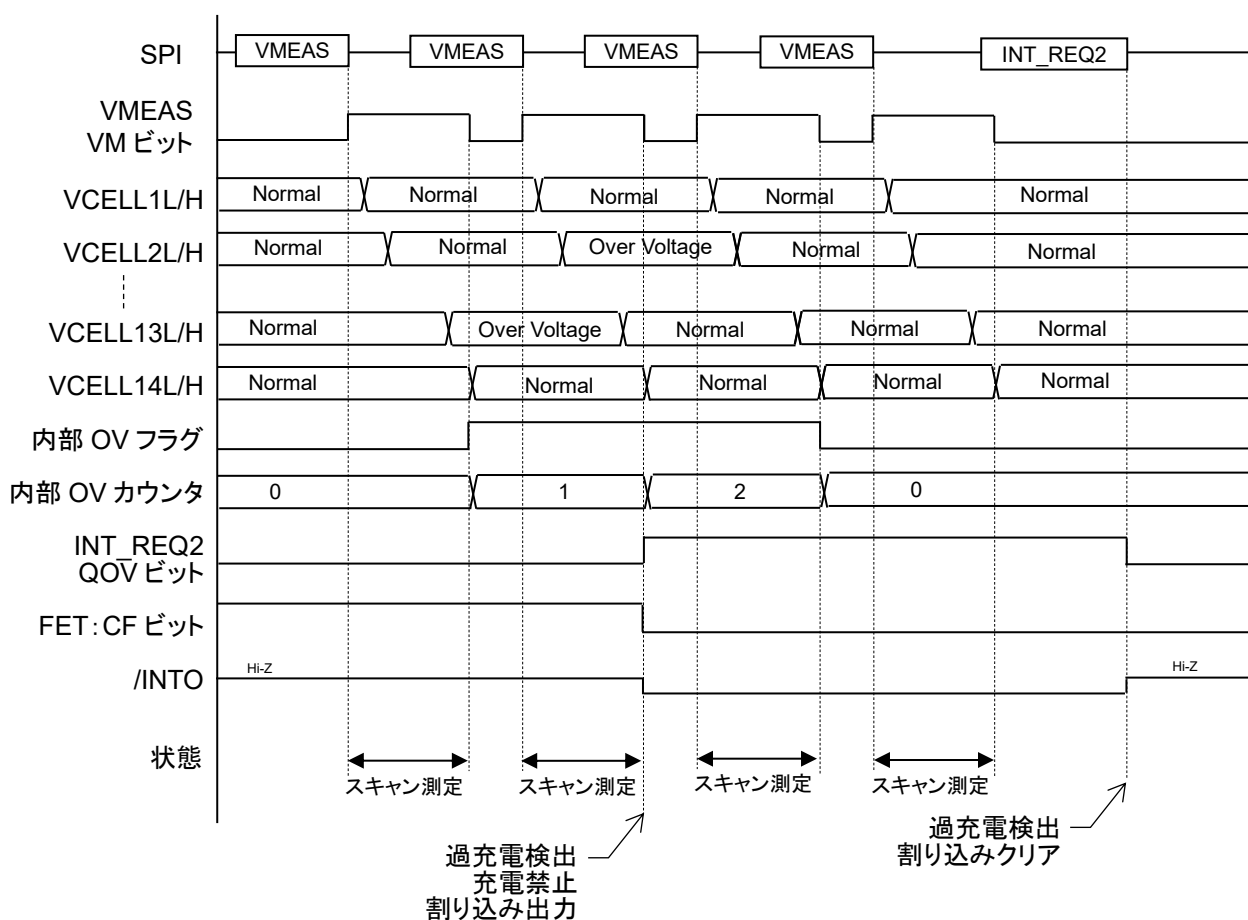 SPI
VMEAS
VMEAS
VMEAS
VMEAS
INT_REQ2
VMEAS
VM ビット
VCELL1L/H
Normal
Normal
Normal
Normal
Normal
VCELL2L/H
Normal
Normal
Over Voltage
Normal
Normal
VCELL13L/H
Normal
Over Voltage
Normal
Normal
Normal
VCELL14L/H
Normal
Normal
Normal
Normal
Normal
内部 OV フラグ
内部 OV カウンタ
0
1
2
0
INT_REQ2
QOV ビット
FET:CF ビット
/INTO
Hi-Z
Hi-Z
状態
スキャン測定
スキャン測定
スキャン測定
スキャン測定
過充電検出
充電禁止
割り込み出力
過充電検出
割り込みクリア